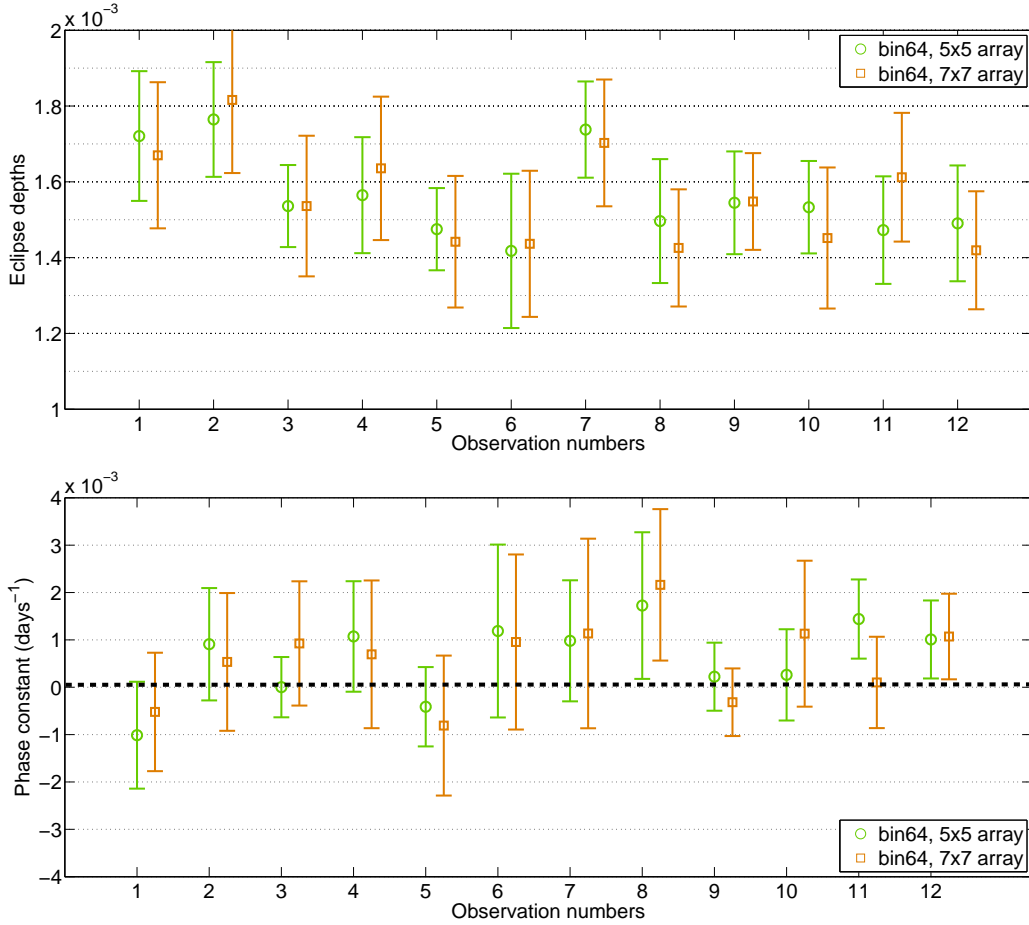 x 10⁻³
2
1.8
1.6
1.4
1.2
1
Eclipse depths
bin64, 5x5 array
bin64, 7x7 array
1 2 3 4 5 6 7 8 9 10 11 12
Observation numbers
x 10⁻³
4
3
2
1
0
−1
−2
−3
−4
Phase constant (days⁻¹)
bin64, 5x5 array
bin64, 7x7 array
1 2 3 4 5 6 7 8 9 10 11 12
Observation numbers